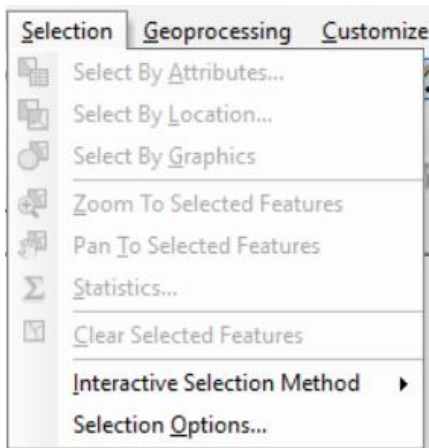 Selection Geoprocessing Customize
Select By Attributes...
Select By Location...
Select By Graphics
Zoom To Selected Features
Pan To Selected Features
Σ Statistics...
Clear Selected Features
Interactive Selection Method
Selection Options...